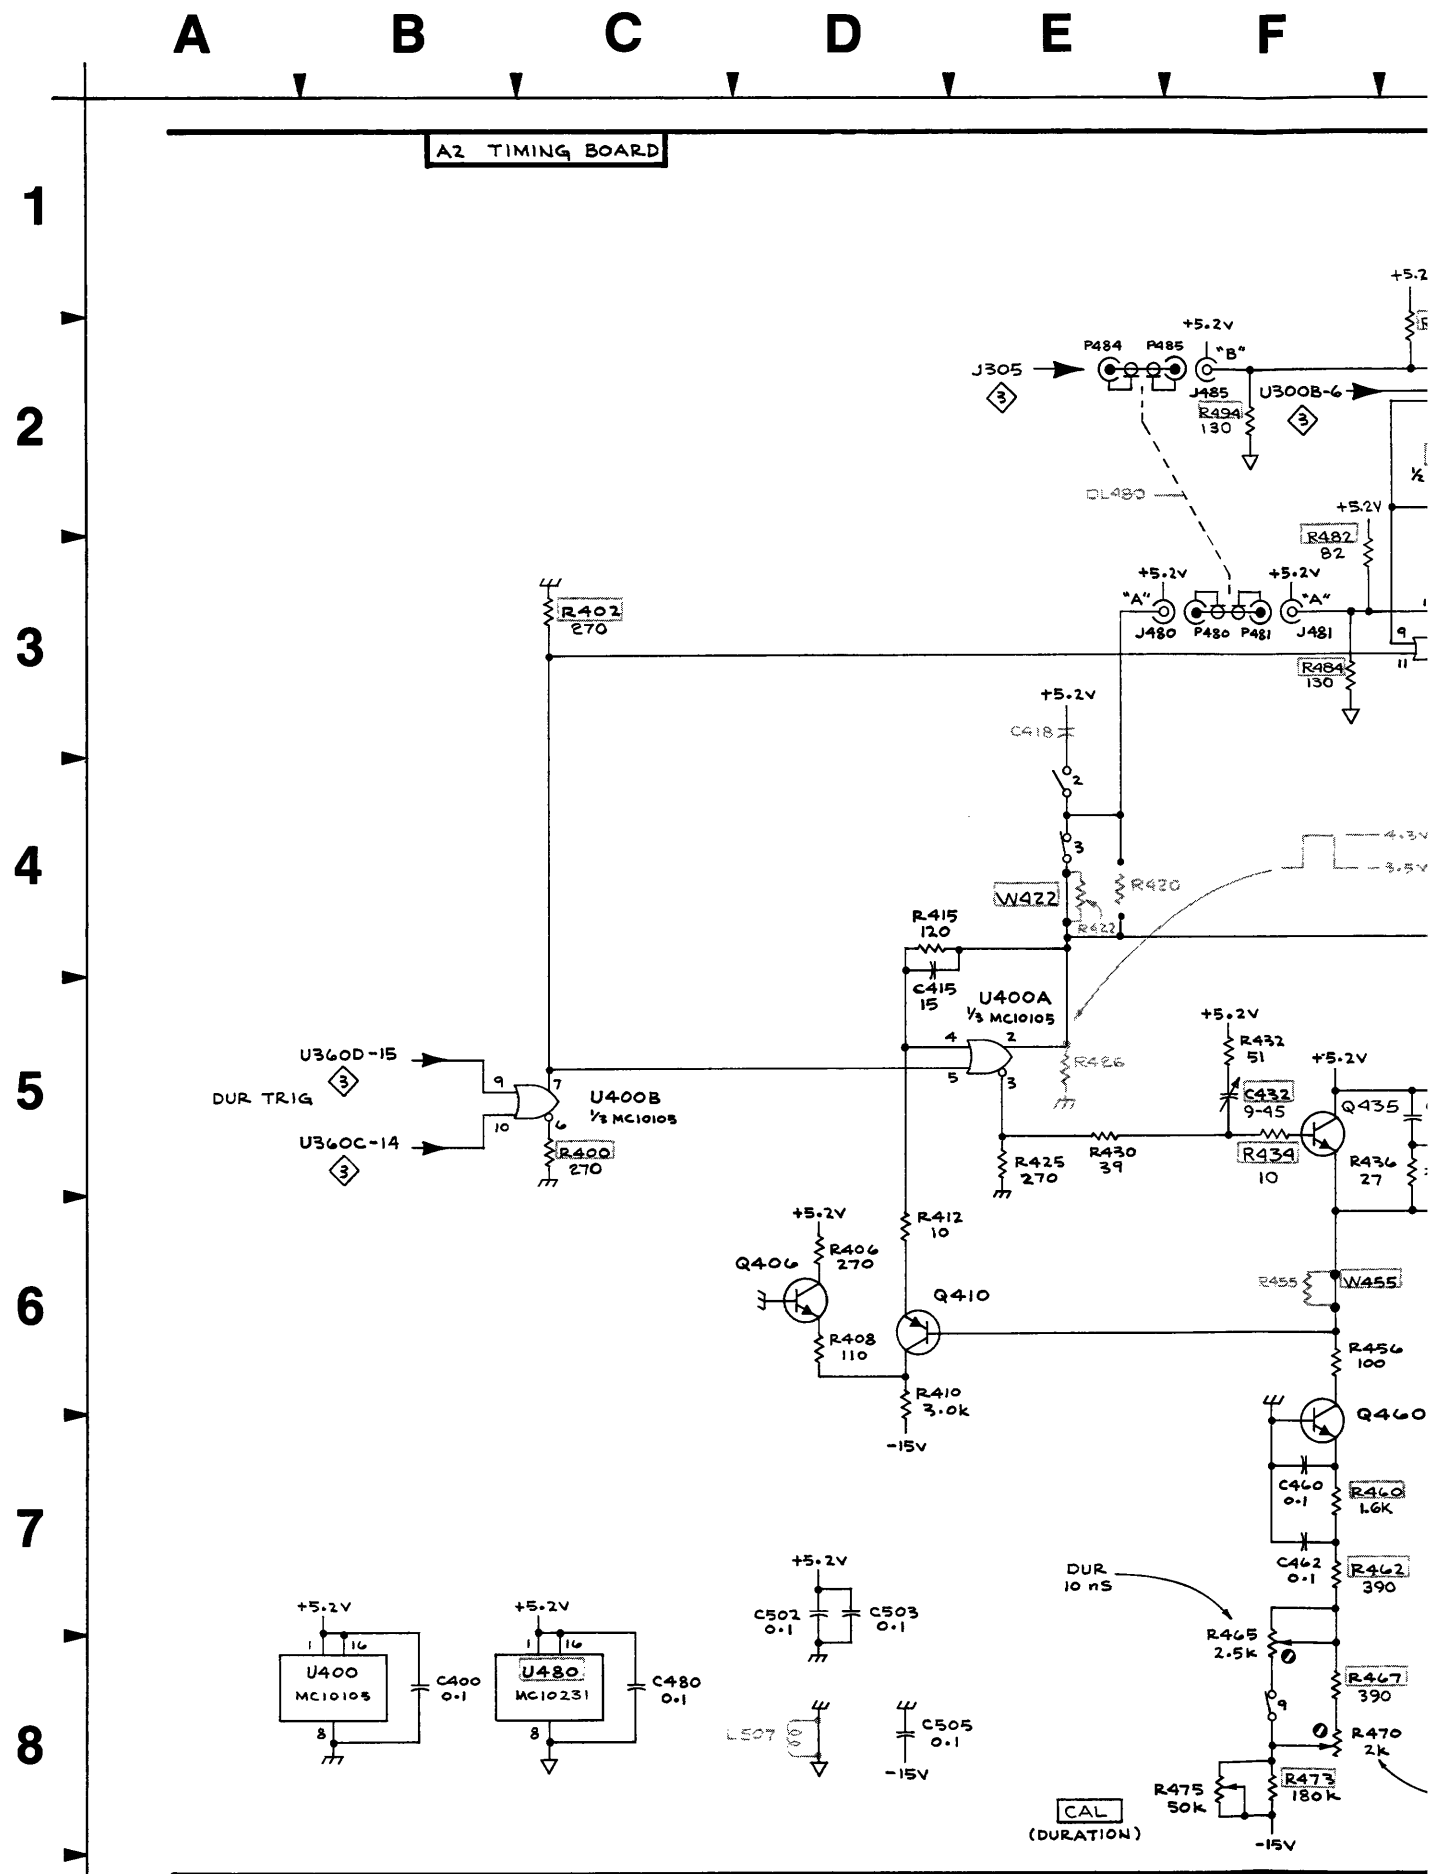 A B C D E F
A2 TIMING BOARD
1
+5.2
+5.2V
P484 P485
"B"
J305
3
J485
U300B-6
3
2
R494
130
DL480
½
+5.2V
R482
82
+5.2V
+5.2V
"A"
"A"
R402
270
J480
P480 P481
J481
3
9
11
R484
130
+5.2V
C418
2
4.3V
3.5V
3
4
W422
R422
R420
R415
120
C415
15
U400A
⅓ MC10105
+5.2V
4
2
R432
51
+5.2V
U360D-15
3
R426
5
3
9
7
5
DUR TRIG
U400B
⅓ MC10105
C432
9-45
Q435
10
6
U360C-14
3
R400
270
R425
270
R430
39
R434
10
R436
27
+5.2V
R412
10
R406
270
Q406
R455
W455
6
Q410
R408
110
R456
100
R410
3.0K
Q460
-15V
C460
0.1
R460
1.6K
7
+5.2V
DUR
10 nS
C462
0.1
R462
390
+5.2V
+5.2V
C502
0.1
C503
0.1
1 16
1 16
R465
2.5K
U400
MC10105
C400
0.1
U480
MC10231
C480
0.1
R467
390
9
8
8
L507
C505
0.1
R470
2K
8
-15V
R475
50K
R473
180K
CAL
(DURATION)
-15V